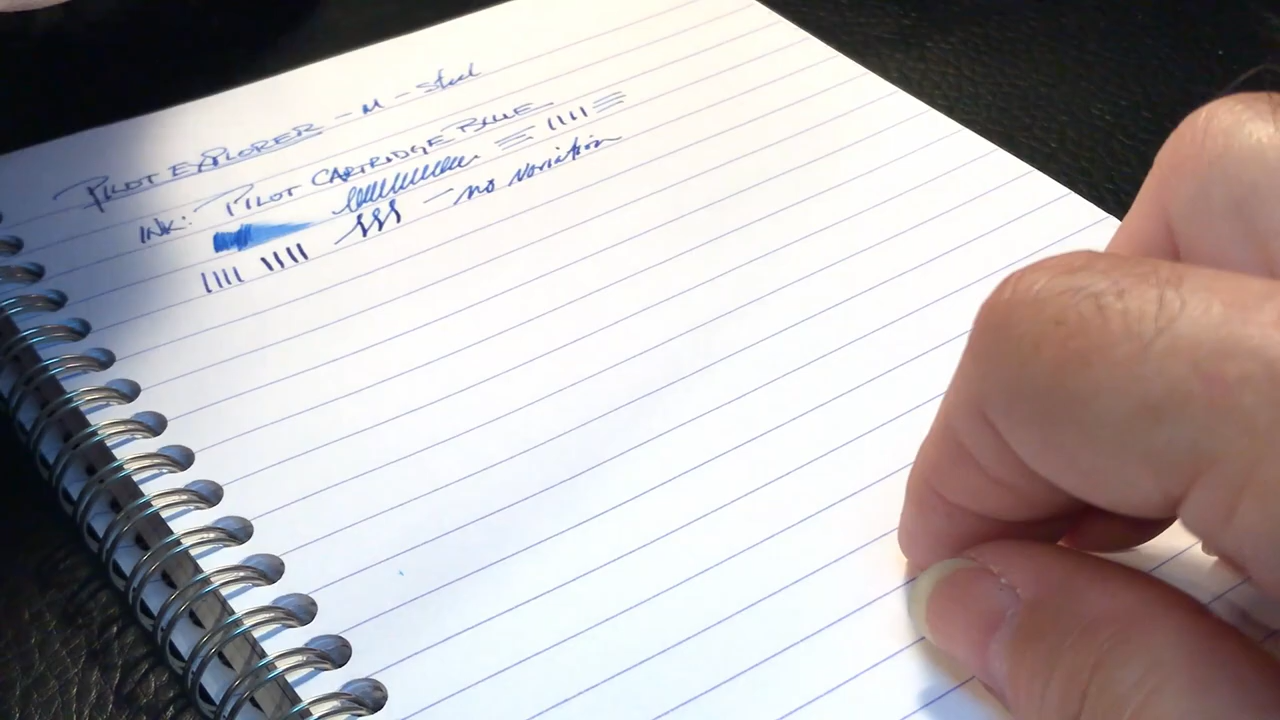 PILOT EXPLORER - M - Steel
INK: PILOT CARTRIDGE BLUE
- no variation